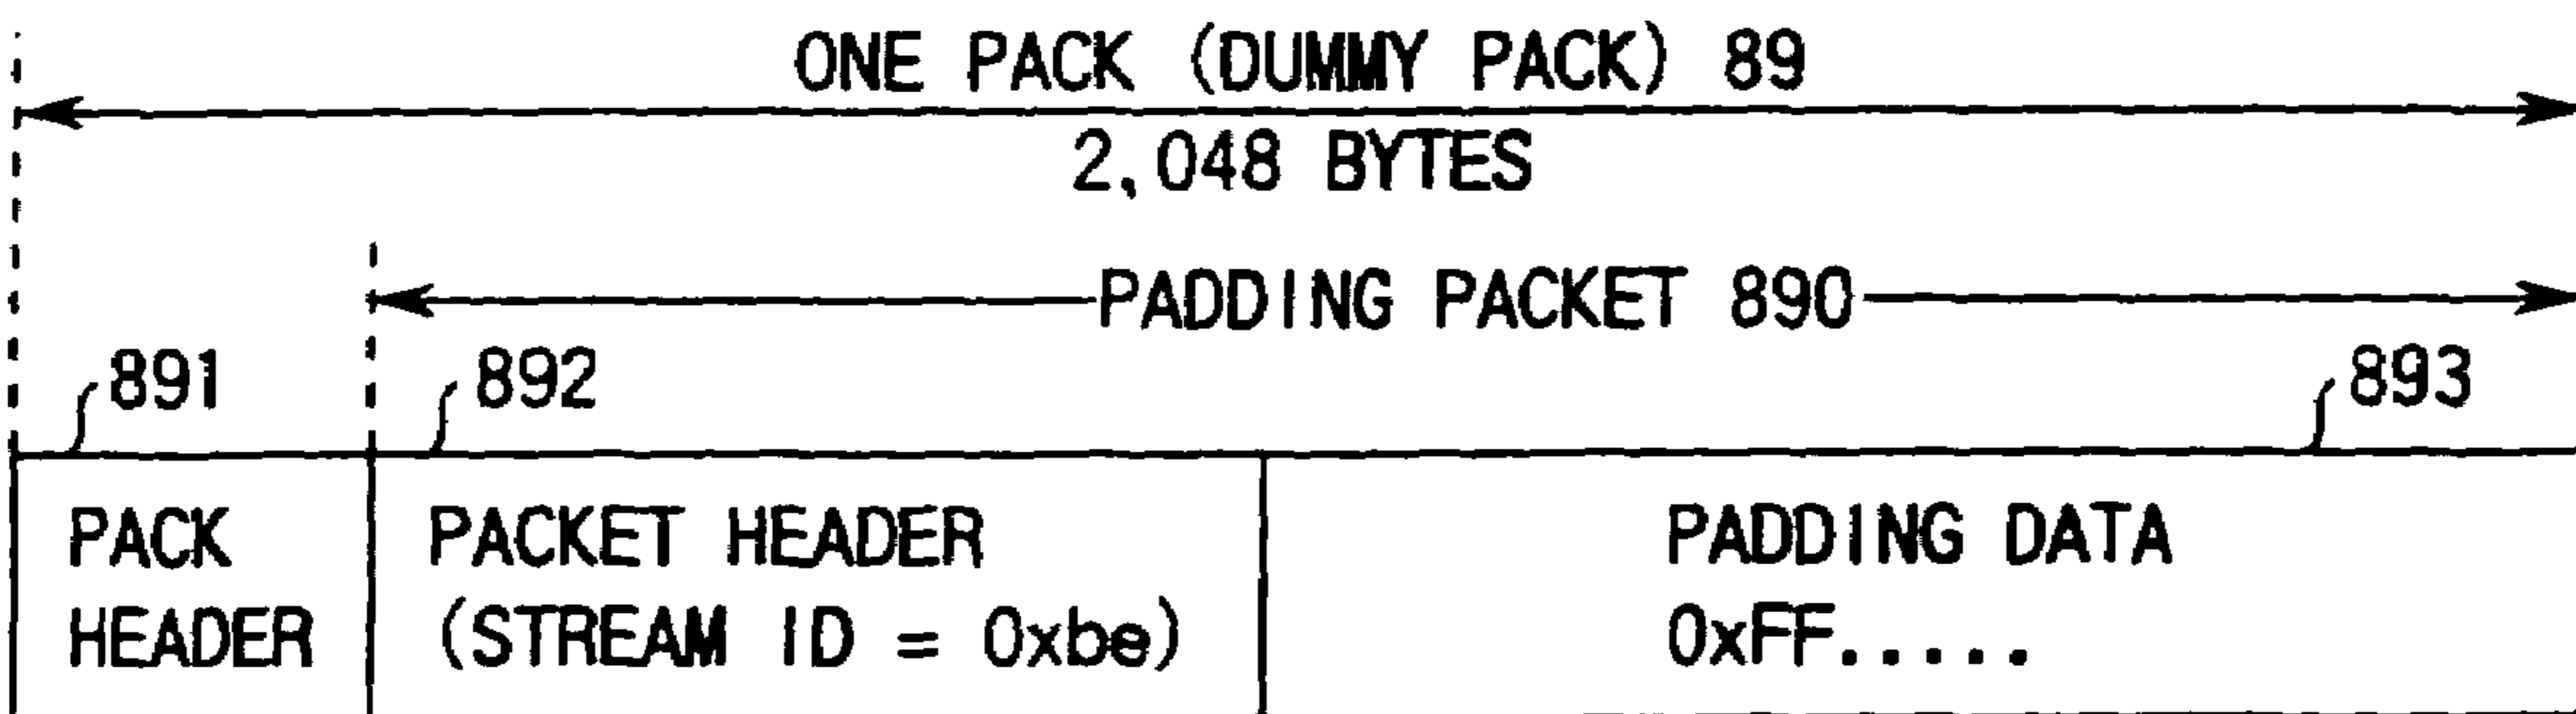 ONE PACK (DUMMY PACK) 89
2,048 BYTES
PADDING PACKET 890
891
892
893
PACK
HEADER
PACKET HEADER
(STREAM ID = 0xbe)
PADDING DATA
0xFF.....